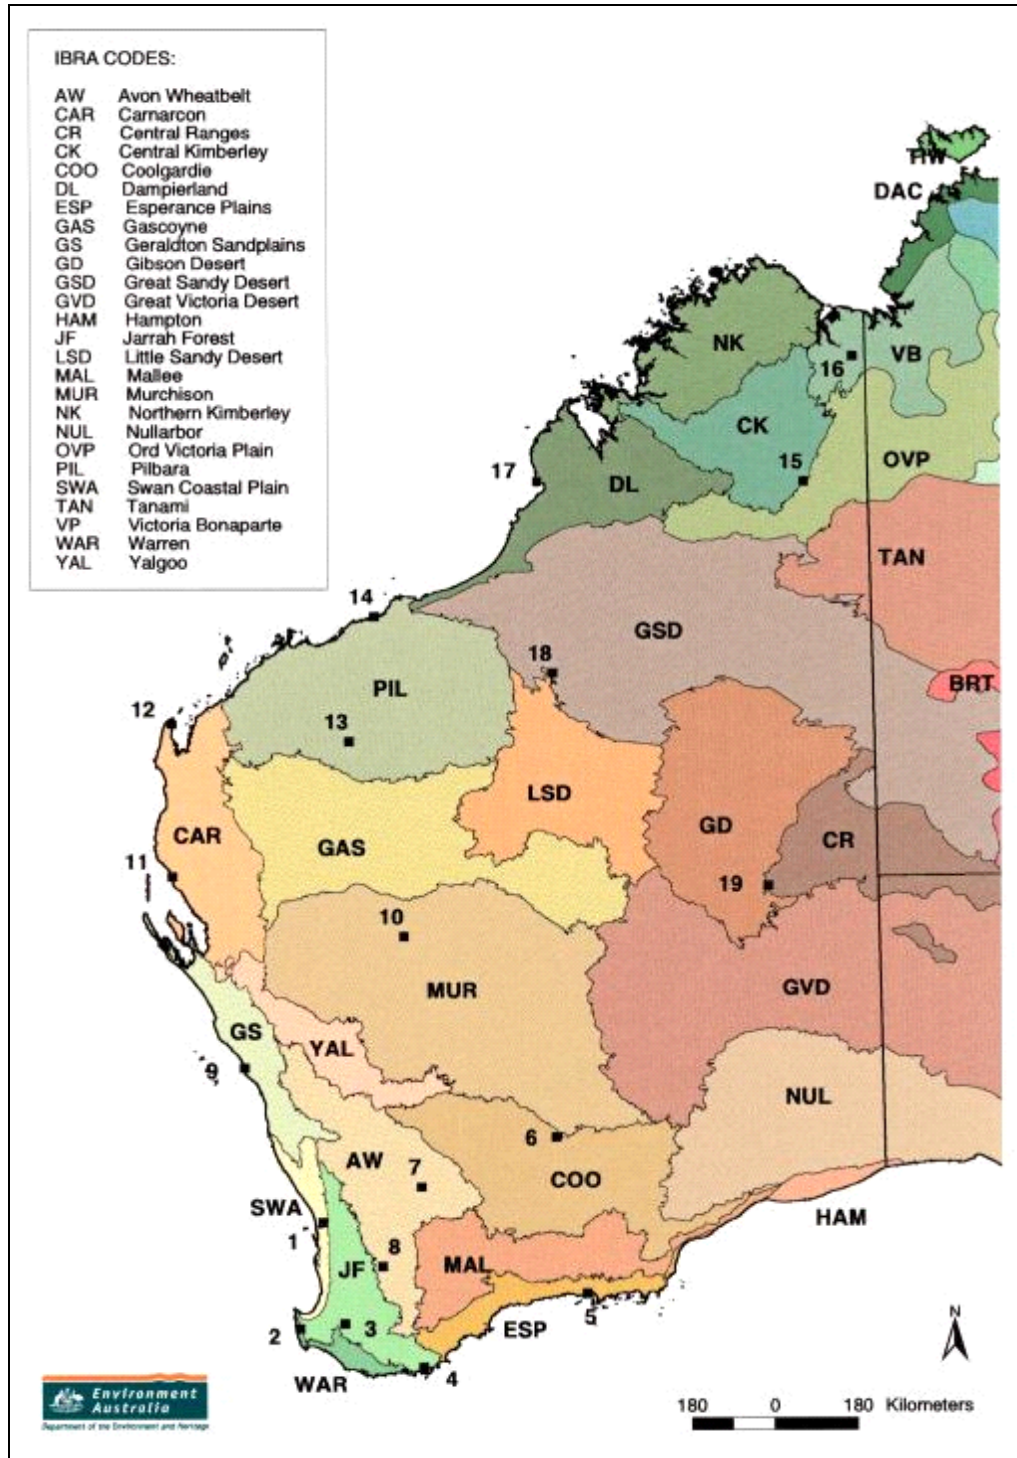 IBRA CODES:
AW Avon Wheatbelt
CAR Carnarcon
CR Central Ranges
CK Central Kimberley
COO Coolgardie
DL Dampierland
ESP Esperance Plains
GAS Gascoyne
GS Geraldton Sandplains
GD Gibson Desert
GSD Great Sandy Desert
GVD Great Victoria Desert
HAM Hampton
JF Jarrah Forest
LSD Little Sandy Desert
MAL Mallee
MUR Murchison
NK Northern Kimberley
NUL Nullarbor
OVP Ord Victoria Plain
PIL Pilbara
SWA Swan Coastal Plain
TAN Tanami
VP Victoria Bonaparte
WAR Warren
YAL Yalgoo
TIW
DAC
NK
16
VB
CK
17
DL
15
OVP
TAN
14
GSD
18
PIL
BRT
12
13
LSD
CAR
GAS
GD
CR
11
19
10
MUR
GVD
GS
YAL
9
NUL
6
AW
7
COO
SWA
1
HAM
8
JF
MAL
2
3
5
ESP
N
WAR
4
Environment
Australia
Department of the Environment and Heritage
180 0 180 Kilometers